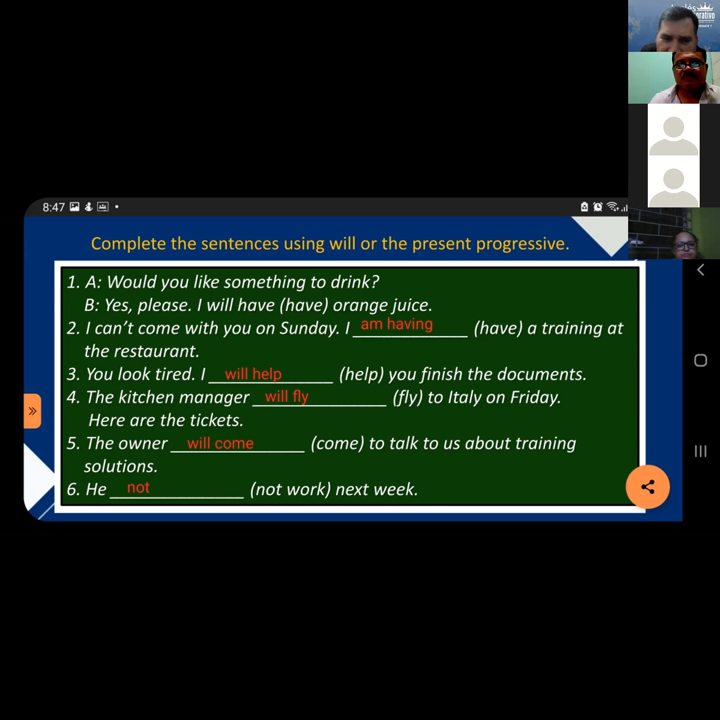 8:47
Complete the sentences using will or the present progressive.
1. A: Would you like something to drink?
B: Yes, please. I will have (have) orange juice.
2. I can't come with you on Sunday. I am having (have) a training at
the restaurant.
3. You look tired. I will help (help) you finish the documents.
4. The kitchen manager will fly (fly) to Italy on Friday.
Here are the tickets.
5. The owner will come (come) to talk to us about training
solutions.
6. He not (not work) next week.